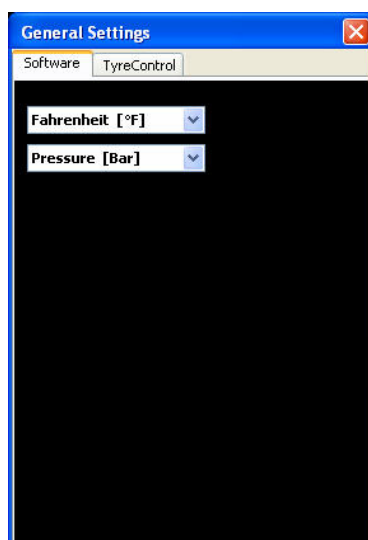 General Settings
Software TyreControl
Fahrenheit [°F]
Pressure [Bar]